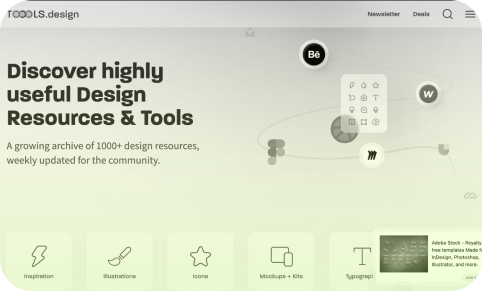 TOOOLS.design
Newsletter
Deals
Bē
Discover highly
useful Design
Resources & Tools
A growing archive of 1000+ design resources,
weekly updated for the community.
Inspiration
Illustrations
Icons
Mockups + Kits
Typograp
Adobe Stock - Royalty
free templates Made f
InDesign, Photoshop,
Illustrator, and more.